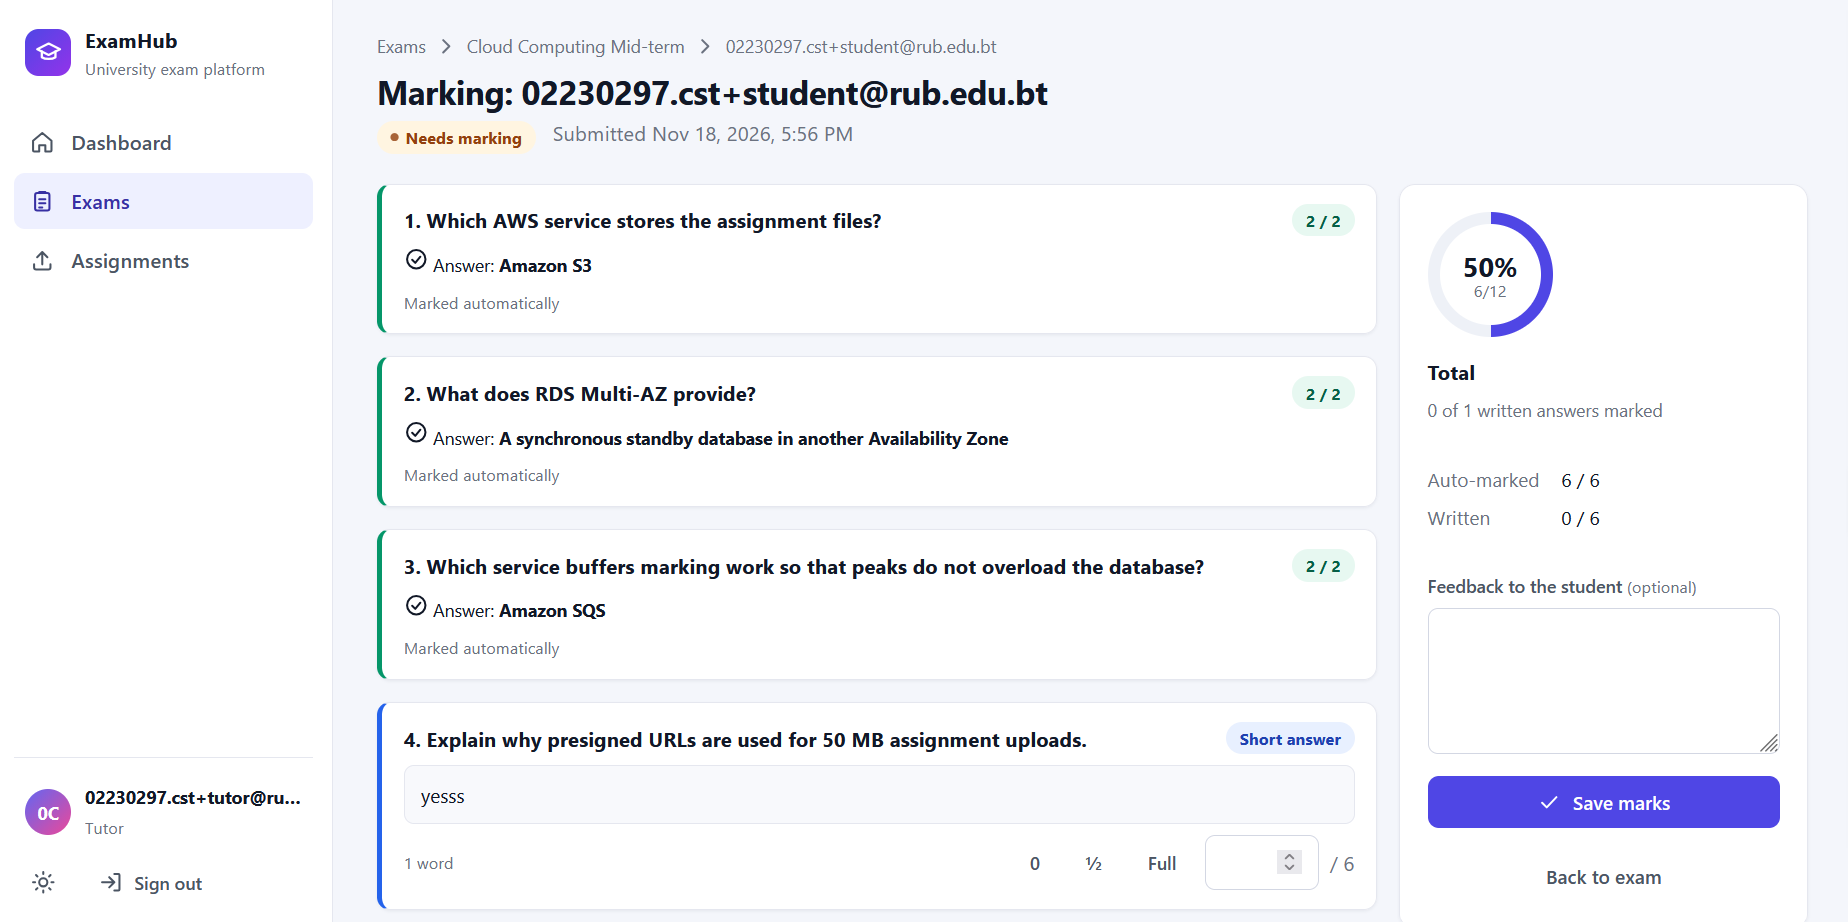 ExamHub
University exam platform
Dashboard
Exams
Assignments
02230297.cst+tutor@ru...
0C
Tutor
Sign out
Exams > Cloud Computing Mid-term > 02230297.cst+student@rub.edu.bt
Marking: 02230297.cst+student@rub.edu.bt
Needs marking
Submitted Nov 18, 2026, 5:56 PM
1. Which AWS service stores the assignment files?
2 / 2
Answer: Amazon S3
Marked automatically
2. What does RDS Multi-AZ provide?
2 / 2
Answer: A synchronous standby database in another Availability Zone
Marked automatically
3. Which service buffers marking work so that peaks do not overload the database?
2 / 2
Answer: Amazon SQS
Marked automatically
4. Explain why presigned URLs are used for 50 MB assignment uploads.
Short answer
yesss
1 word
0 ½ Full / 6
50%
6/12
Total
0 of 1 written answers marked
Auto-marked 6 / 6
Written 0 / 6
Feedback to the student (optional)
Save marks
Back to exam